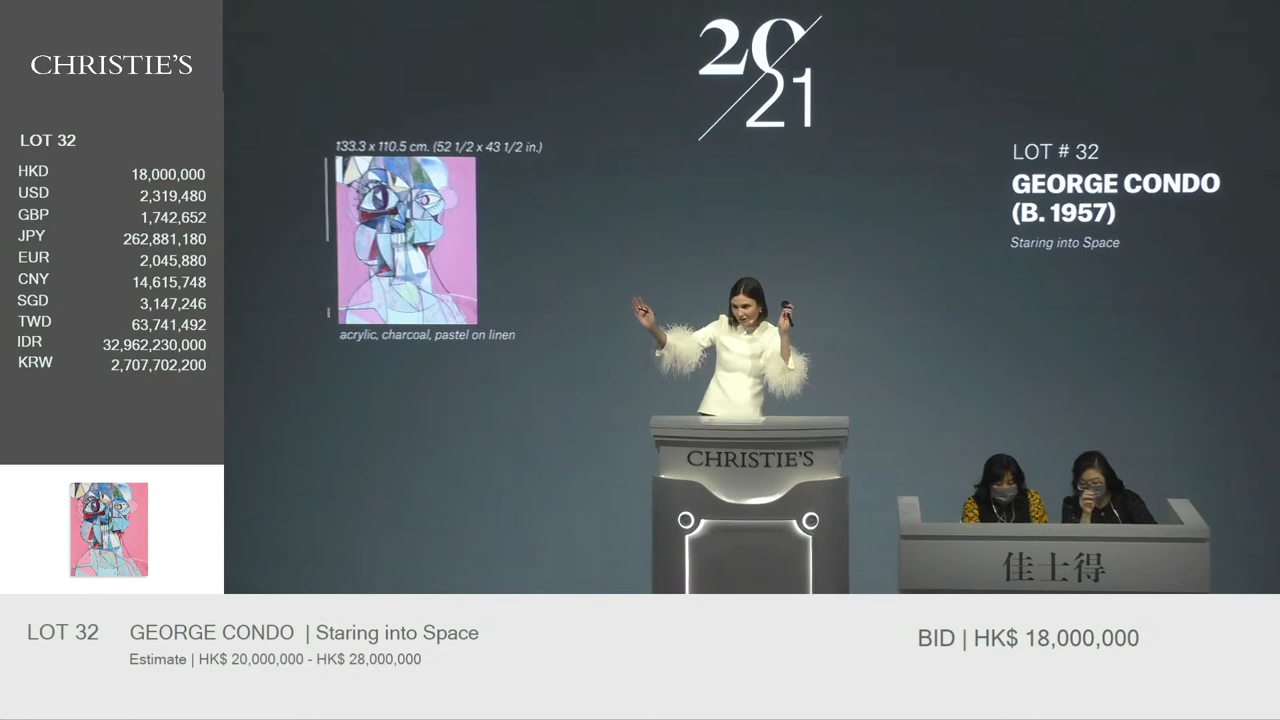 CHRISTIE'S
LOT 32
HKD 18,000,000
USD 2,319,480
GBP 1,742,652
JPY 262,881,180
EUR 2,045,880
CNY 14,615,748
SGD 3,147,246
TWD 63,741,492
IDR 32,962,230,000
KRW 2,707,702,200
20
21
133.3 x 110.5 cm. (52 1/2 x 43 1/2 in.)
acrylic, charcoal, pastel on linen
LOT # 32
GEORGE CONDO
(B. 1957)
Staring into Space
CHRISTIE'S
佳士得
LOT 32 GEORGE CONDO | Staring into Space
Estimate | HK$ 20,000,000 - HK$ 28,000,000
BID | HK$ 18,000,000